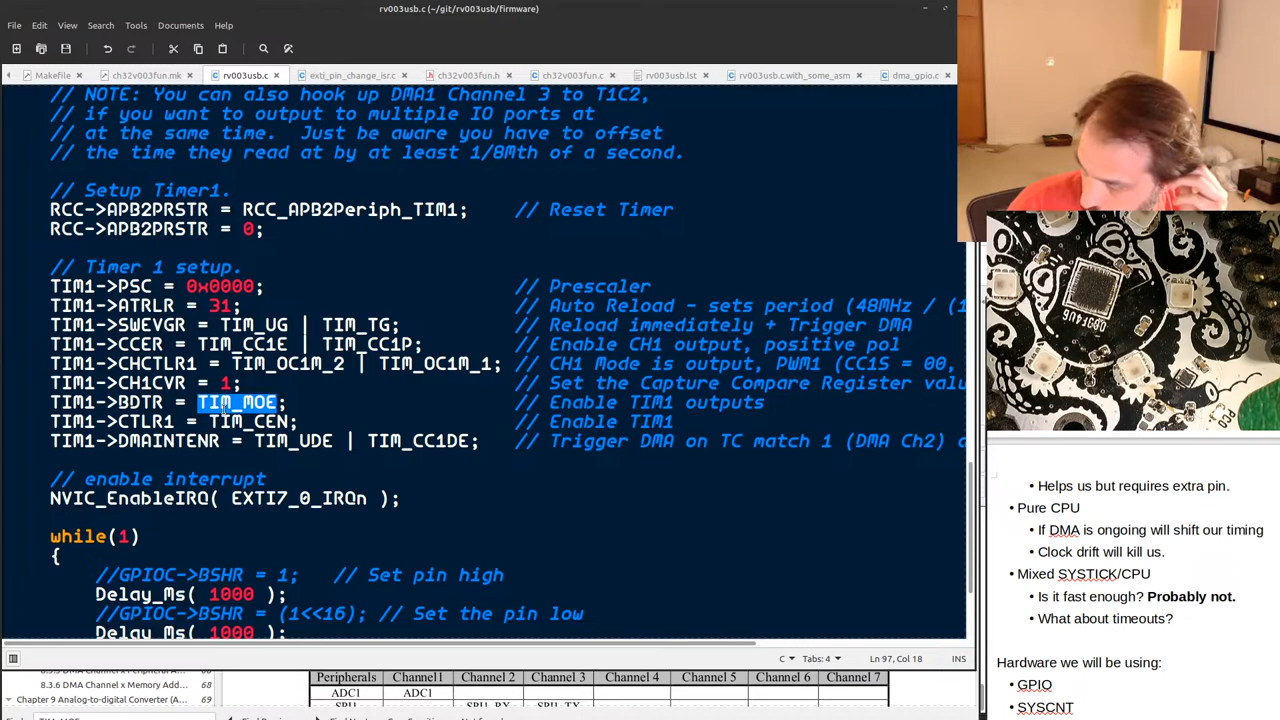 rv003usb.c (~/git/rv003usb/firmware)
File Edit View Search Tools Documents Help
Makefile × ch32v003fun.mk × rv003usb.c × exti_pin_change_isr.c × ch32v003fun.h × ch32v003fun.c × rv003usb.lst × rv003usb.c.with_some_asm × dma_gpio.c ×
// NOTE: You can also hook up DMA1 Channel 3 to T1C2,
// if you want to output to multiple IO ports at
// at the same time.  Just be aware you have to offset
// the time they read at by at least 1/8Mth of a second.
// Setup Timer1.
RCC->APB2PRSTR = RCC_APB2Periph_TIM1;    // Reset Timer
RCC->APB2PRSTR = 0;
// Timer 1 setup.
TIM1->PSC = 0x0000;                      // Prescaler
TIM1->ATRLR = 31;                        // Auto Reload - sets period (48MHz / (1
TIM1->SWEVGR = TIM_UG | TIM_TG;          // Reload immediately + Trigger DMA
TIM1->CCER = TIM_CC1E | TIM_CC1P;        // Enable CH1 output, positive pol
TIM1->CHCTLR1 = TIM_OC1M_2 | TIM_OC1M_1; // CH1 Mode is output, PWM1 (CC1S = 00,
TIM1->CH1CVR = 1;                        // Set the Capture Compare Register valu
TIM1->BDTR = TIM_MOE;                    // Enable TIM1 outputs
TIM1->CTLR1 = TIM_CEN;                   // Enable TIM1
TIM1->DMAINTENR = TIM_UDE | TIM_CC1DE;   // Trigger DMA on TC match 1 (DMA Ch2) a
// enable interrupt
NVIC_EnableIRQ( EXTI7_0_IRQn );
while(1)
{
//GPIOC->BSHR = 1;   // Set pin high
Delay_Ms( 1000 );
//GPIOC->BSHR = (1<<16); // Set the pin low
Delay_Ms( 1000 );
C Tabs: 4 Ln 97, Col 18 INS
8.3.6 DMA Channel x Memory Add... 68
Chapter 9 Analog-to-digital Converter (A... 69
Peripherals Channel1 Channel 2 Channel 3 Channel 4 Channel 5 Channel 6 Channel 7
ADC1 ADC1
• Helps us but requires extra pin.
• Pure CPU
• If DMA is ongoing will shift our timing
• Clock drift will kill us.
• Mixed SYSTICK/CPU
• Is it fast enough? Probably not.
• What about timeouts?
Hardware we will be using:
• GPIO
• SYSCNT